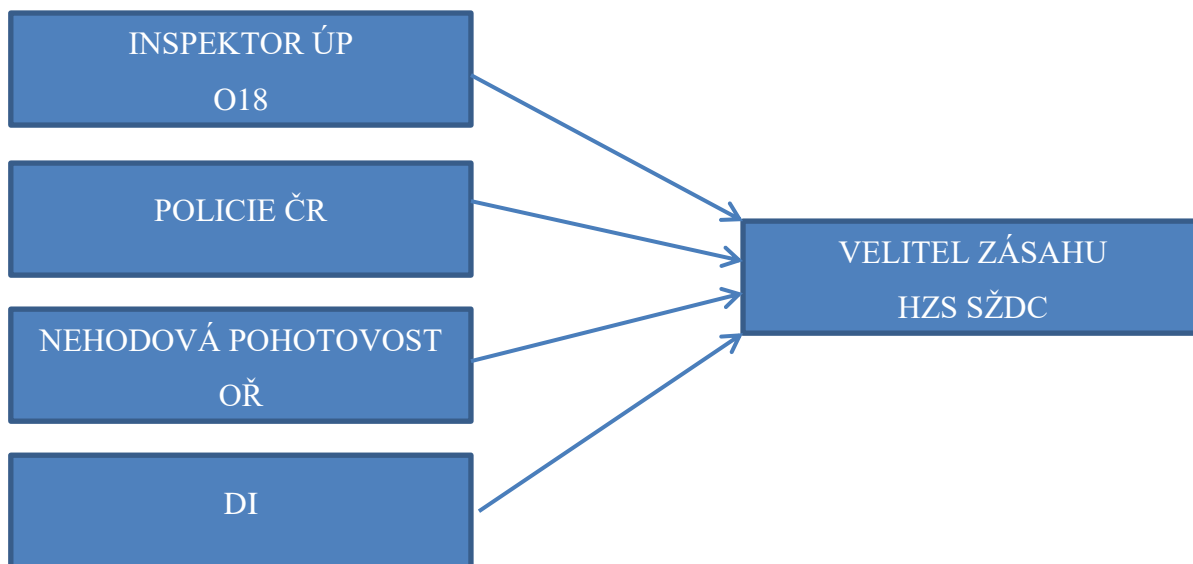 INSPEKTOR ÚP
O18
POLICIE ČR
NEHODOVÁ POHOTOVOST
OŘ
DI
VELITEL ZÁSAHU
HZS SŽDC